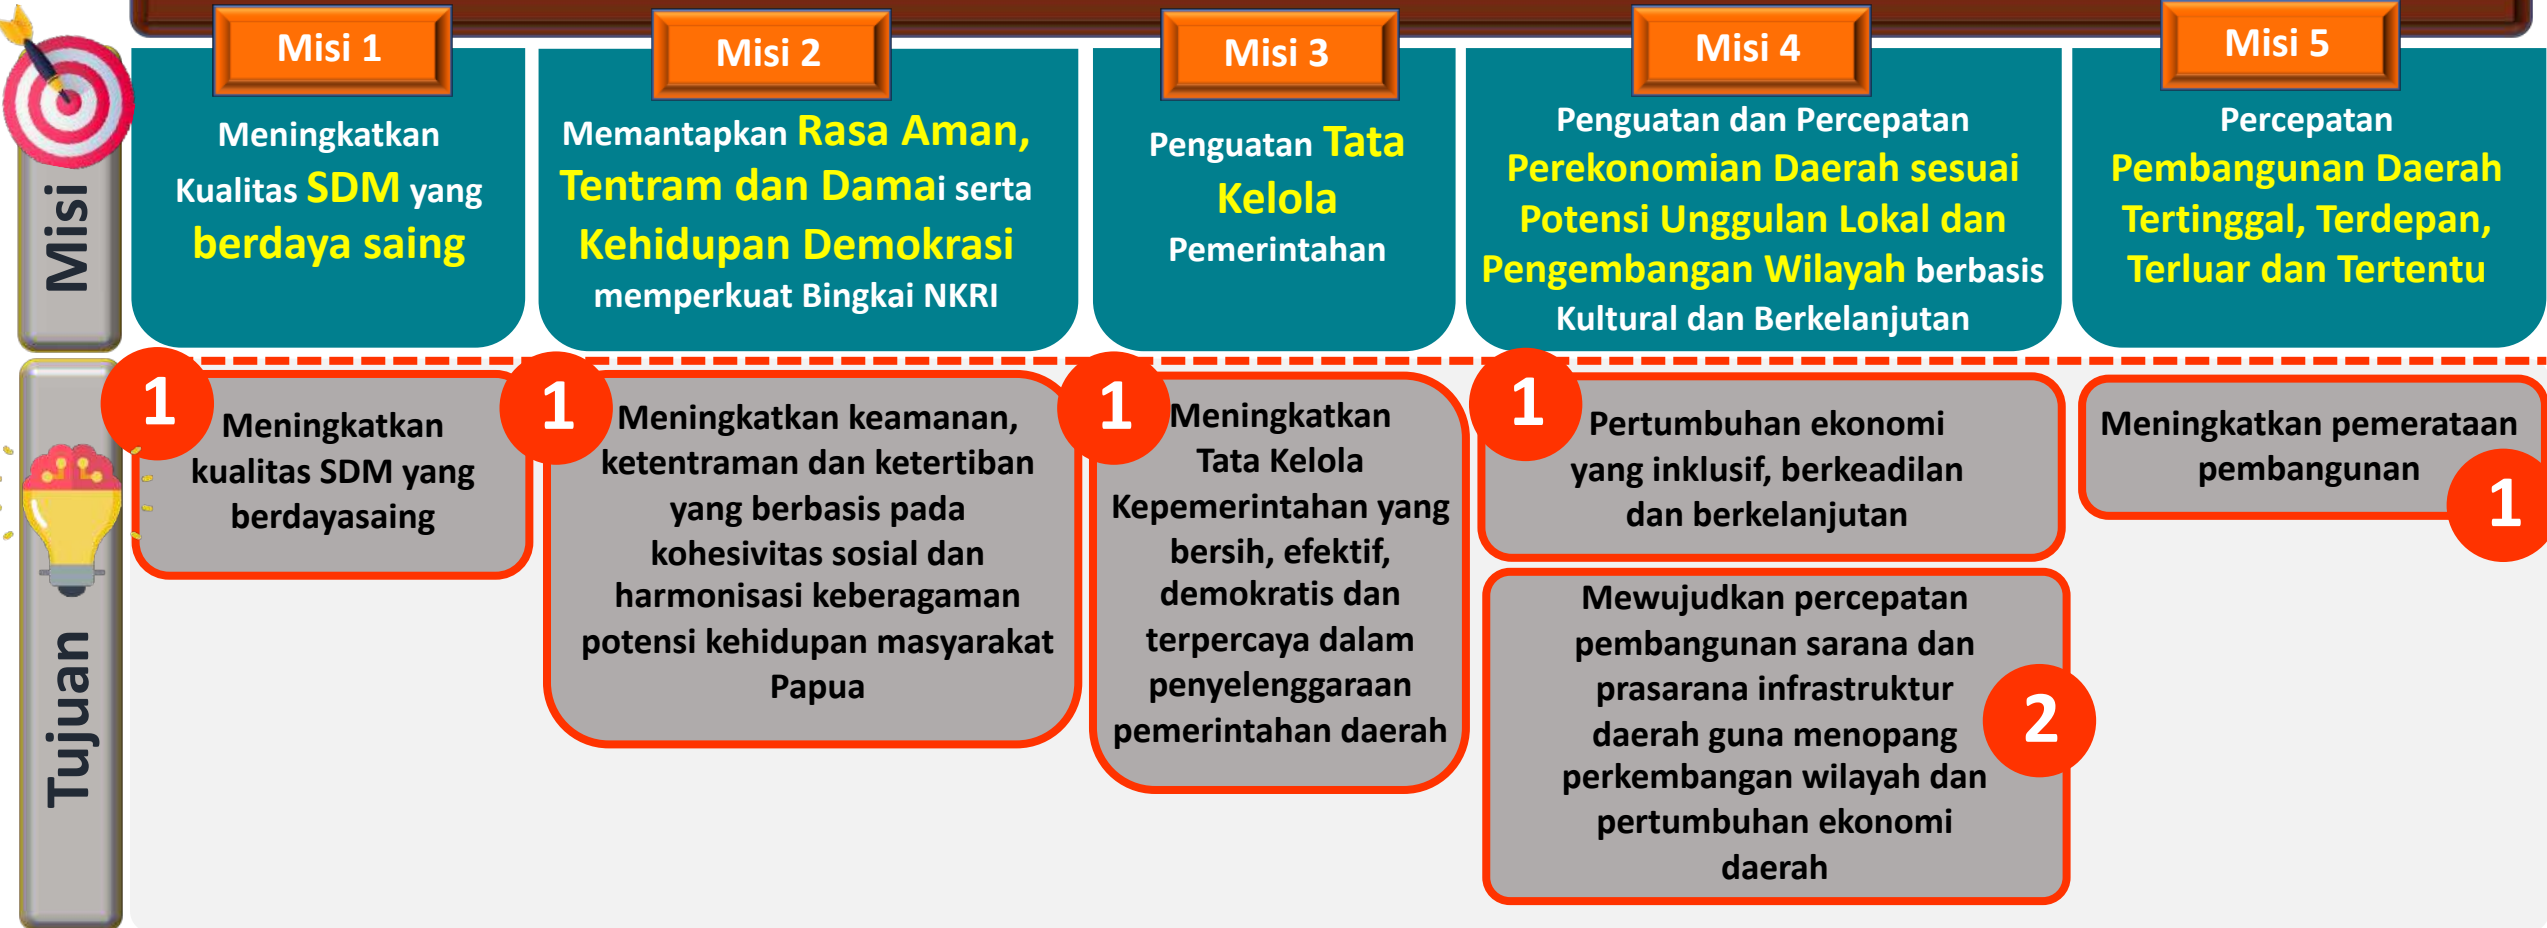 Misi
Misi 1
Meningkatkan
Kualitas SDM yang
berdaya saing
Misi 2
Memantapkan Rasa Aman,
Tentram dan Damai serta
Kehidupan Demokrasi
memperkuat Bingkai NKRI
Misi 3
Penguatan Tata
Kelola
Pemerintahan
Misi 4
Penguatan dan Percepatan
Perekonomian Daerah sesuai
Potensi Unggulan Lokal dan
Pengembangan Wilayah berbasis
Kultural dan Berkelanjutan
Misi 5
Percepatan
Pembangunan Daerah
Tertinggal, Terdepan,
Terluar dan Tertentu
Tujuan
1
Meningkatkan
kualitas SDM yang
berdayasaing
1
Meningkatkan keamanan,
ketentraman dan ketertiban
yang berbasis pada
kohesivitas sosial dan
harmonisasi keberagaman
potensi kehidupan masyarakat
Papua
1
Meningkatkan
Tata Kelola
Kepemerintahan yang
bersih, efektif,
demokratis dan
terpercaya dalam
penyelenggaraan
pemerintahan daerah
1
Pertumbuhan ekonomi
yang inklusif, berkeadilan
dan berkelanjutan
Mewujudkan percepatan
pembangunan sarana dan
prasarana infrastruktur
daerah guna menopang
perkembangan wilayah dan
pertumbuhan ekonomi
daerah
2
Meningkatkan pemerataan
pembangunan
1